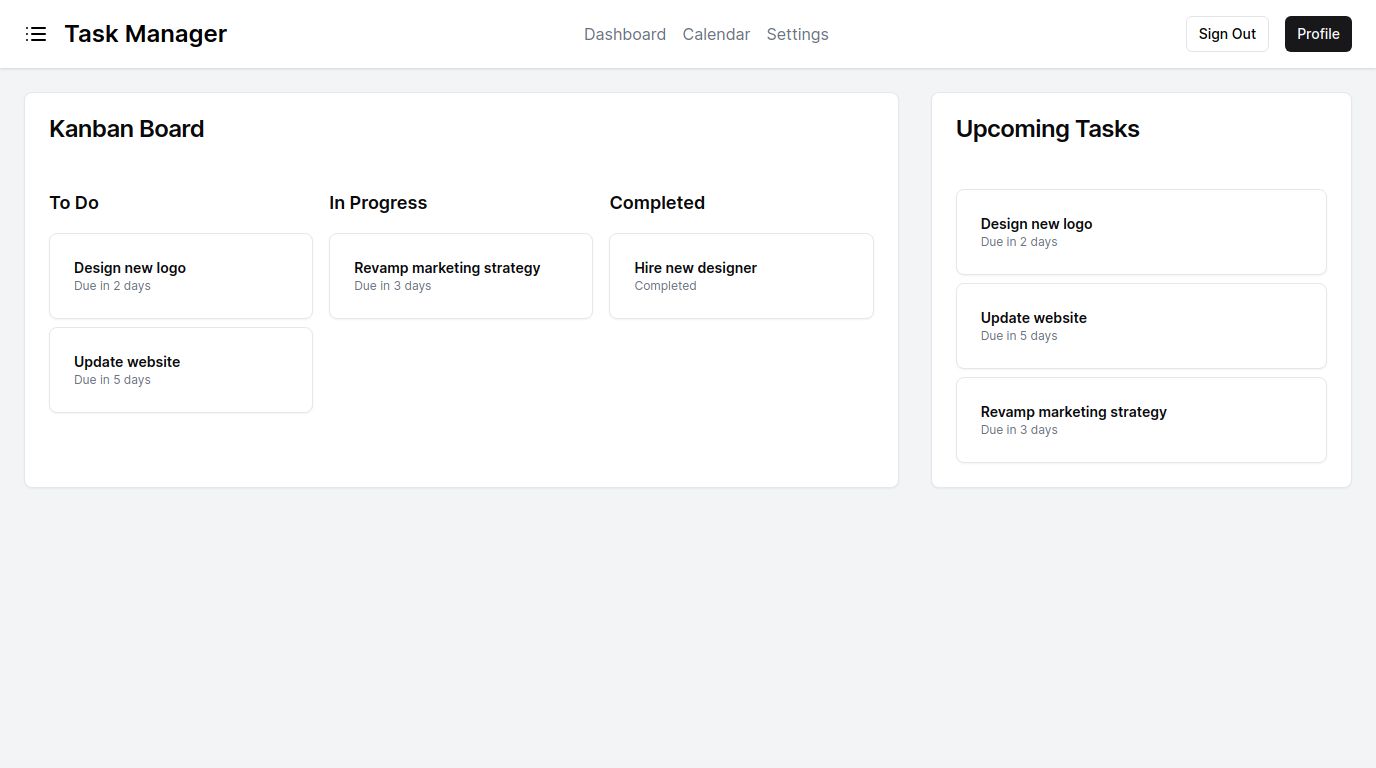 Task Manager
Dashboard Calendar Settings
Sign Out
Profile
Kanban Board
To Do
Design new logo
Due in 2 days
Update website
Due in 5 days
In Progress
Revamp marketing strategy
Due in 3 days
Completed
Hire new designer
Completed
Upcoming Tasks
Design new logo
Due in 2 days
Update website
Due in 5 days
Revamp marketing strategy
Due in 3 days